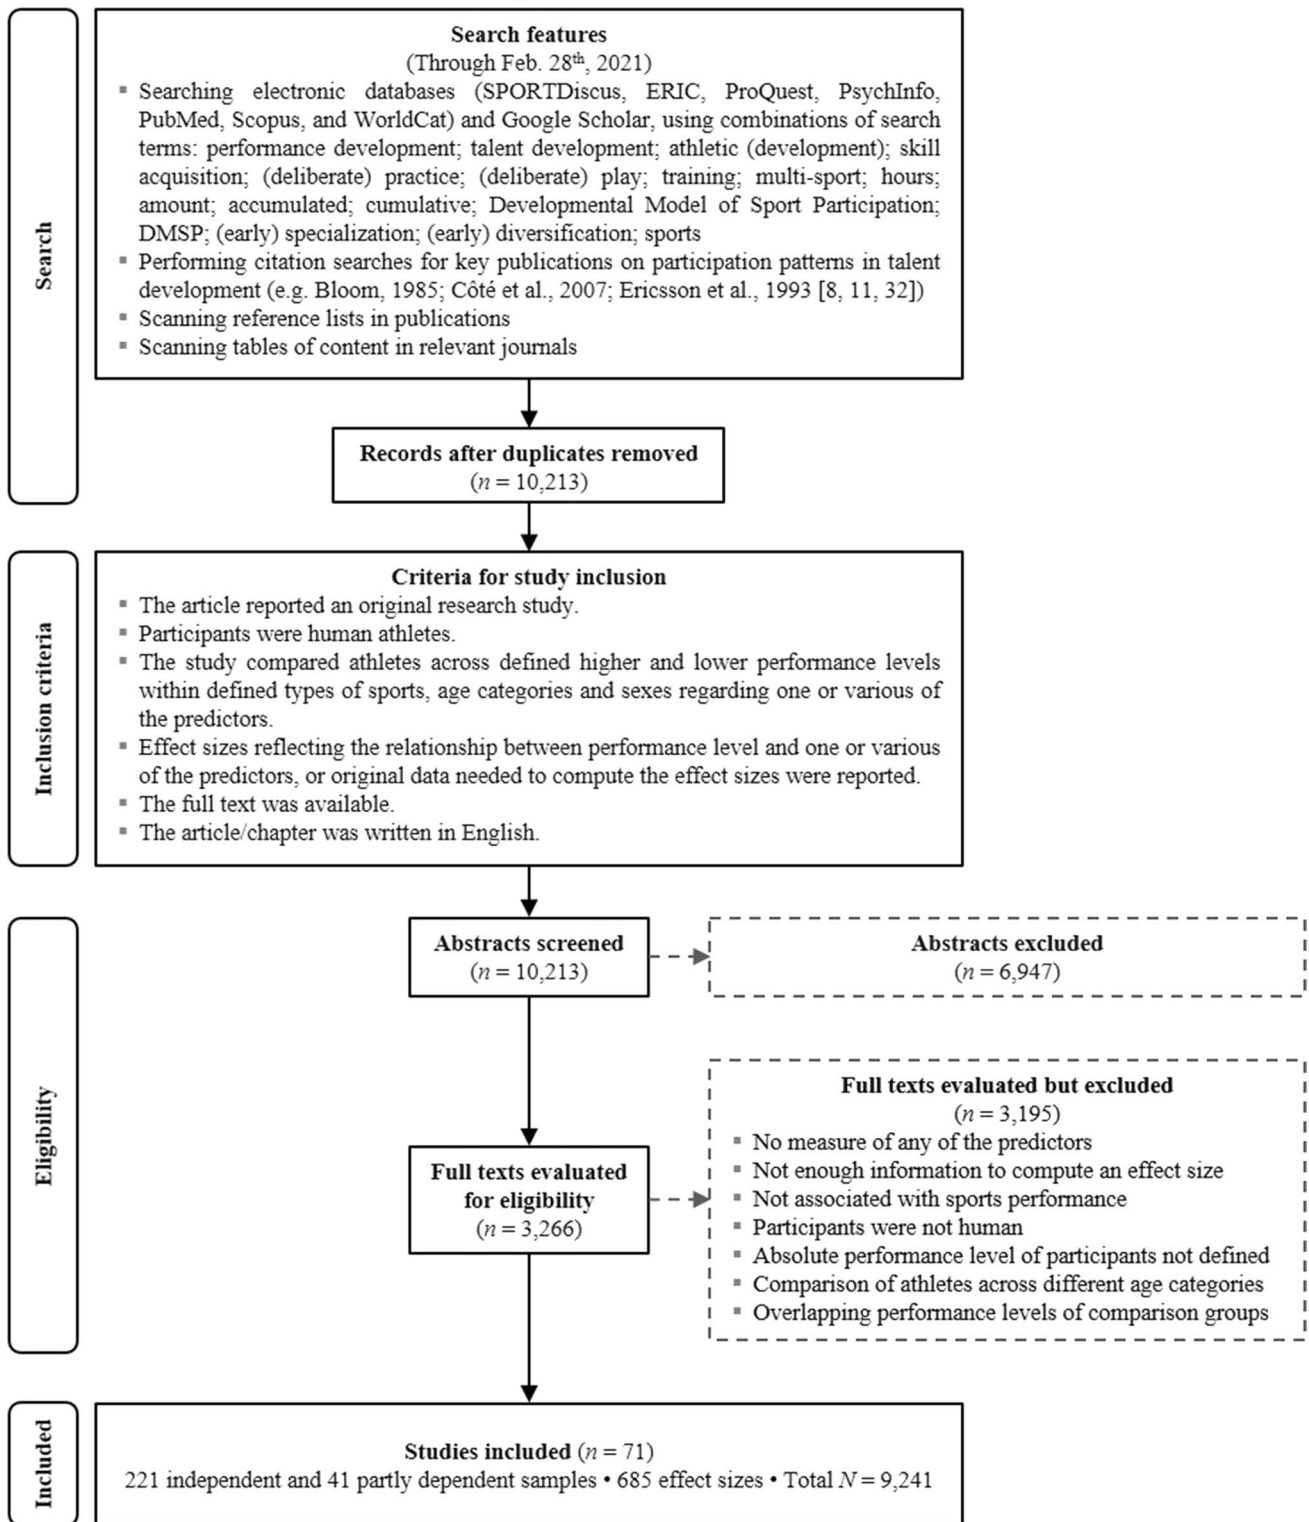 Search
Search features
(Through Feb. 28th, 2021)
▪ Searching electronic databases (SPORTDiscus, ERIC, ProQuest, PsychInfo,
PubMed, Scopus, and WorldCat) and Google Scholar, using combinations of search
terms: performance development; talent development; athletic (development); skill
acquisition; (deliberate) practice; (deliberate) play; training; multi-sport; hours;
amount; accumulated; cumulative; Developmental Model of Sport Participation;
DMSP; (early) specialization; (early) diversification; sports
▪ Performing citation searches for key publications on participation patterns in talent
development (e.g. Bloom, 1985; Côté et al., 2007; Ericsson et al., 1993 [8, 11, 32])
▪ Scanning reference lists in publications
▪ Scanning tables of content in relevant journals
Records after duplicates removed
(n = 10,213)
Inclusion criteria
Criteria for study inclusion
▪ The article reported an original research study.
▪ Participants were human athletes.
▪ The study compared athletes across defined higher and lower performance levels
within defined types of sports, age categories and sexes regarding one or various of
the predictors.
▪ Effect sizes reflecting the relationship between performance level and one or various
of the predictors, or original data needed to compute the effect sizes were reported.
▪ The full text was available.
▪ The article/chapter was written in English.
Eligibility
Abstracts screened
(n = 10,213)
Abstracts excluded
(n = 6,947)
Full texts evaluated
for eligibility
(n = 3,266)
Full texts evaluated but excluded
(n = 3,195)
▪ No measure of any of the predictors
▪ Not enough information to compute an effect size
▪ Not associated with sports performance
▪ Participants were not human
▪ Absolute performance level of participants not defined
▪ Comparison of athletes across different age categories
▪ Overlapping performance levels of comparison groups
Included
Studies included (n = 71)
221 independent and 41 partly dependent samples • 685 effect sizes • Total N = 9,241